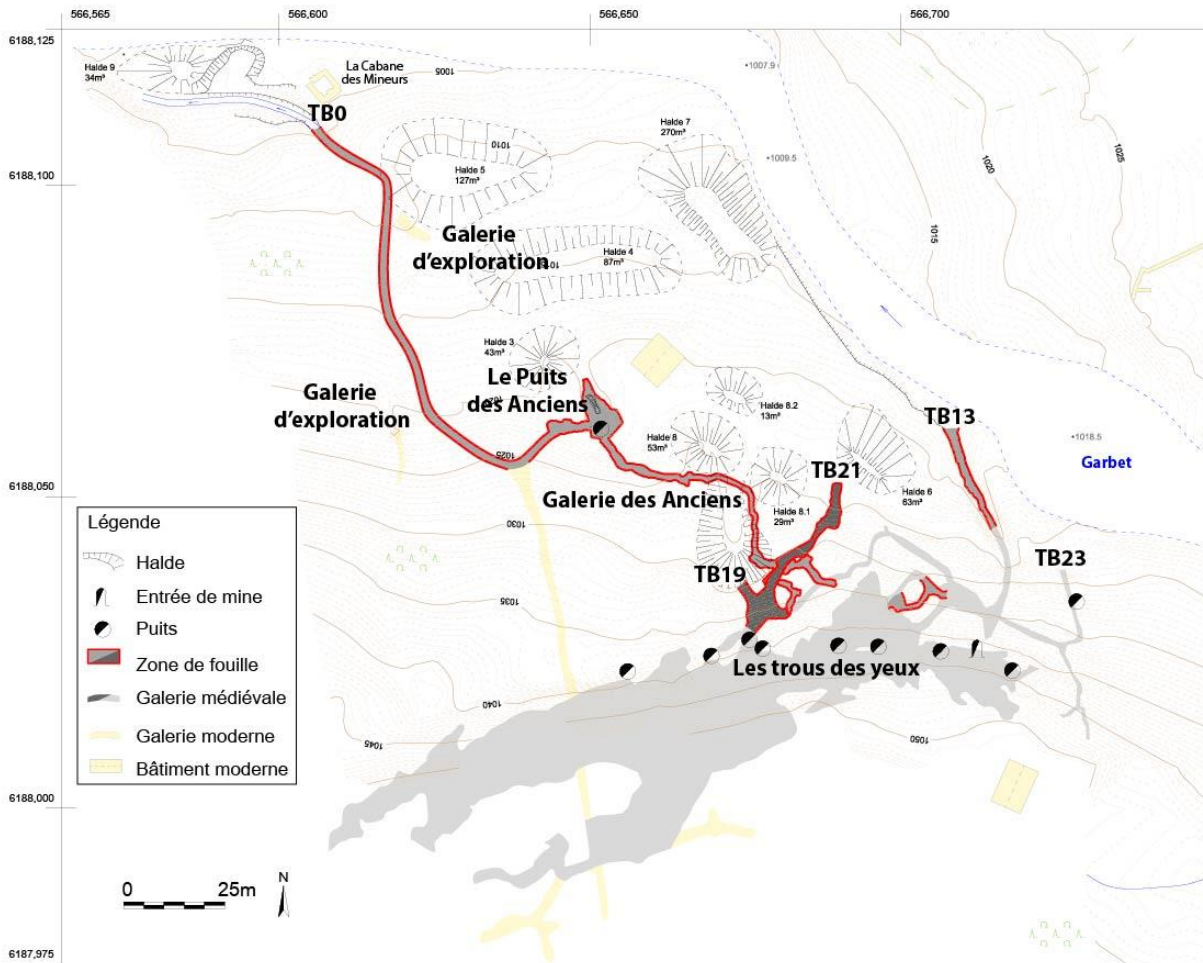 566,565
566,600
566,650
566,700
6188,125
Halde 9
34m³
La Cabane
des Mineurs
1005
1007.9
TB0
Halde 7
270m³
1010
1009.5
1020
1025
6188,100
Halde 5
127m³
1015
Galerie
d'exploration
Halde 4
87m³
Halde 3
43m³
Le Puits
des Anciens
Galerie
d'exploration
Halde 8.2
13m³
TB13
1018.5
Garbet
Halde 8
53m³
1025
TB21
6188,050
Galerie des Anciens
Halde 8.1
29m³
Halde 6
63m³
1030
Légende
Halde
TB19
TB23
Entrée de mine
1035
Puits
Zone de fouille
Les trous des yeux
Galerie médiévale
1040
Galerie moderne
1045
1050
Bâtiment moderne
6188,000
0
25m
N
6187,975